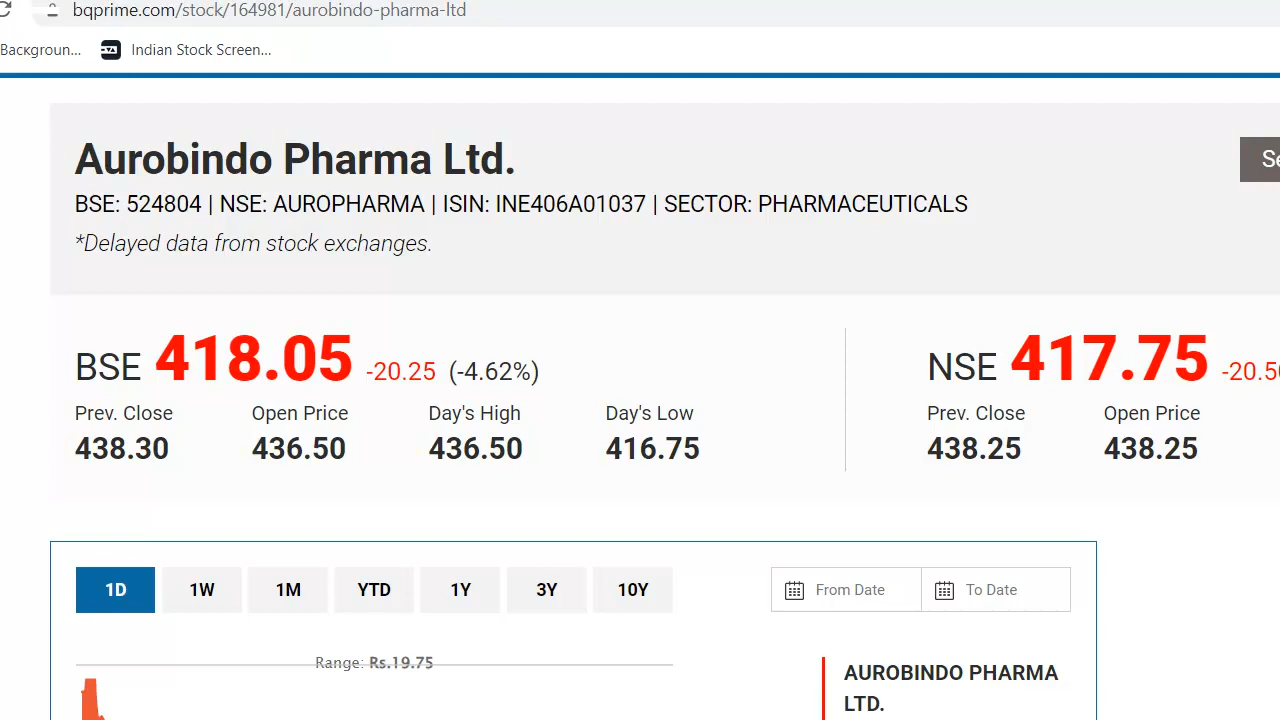 bqprime.com/stock/164981/aurobindo-pharma-ltd
Backgroun... Indian Stock Screen...
Aurobindo Pharma Ltd.
BSE: 524804 | NSE: AUROPHARMA | ISIN: INE406A01037 | SECTOR: PHARMACEUTICALS
*Delayed data from stock exchanges.
BSE 418.05 -20.25 (-4.62%)
Prev. Close Open Price Day's High Day's Low
438.30 436.50 436.50 416.75
NSE 417.75
Prev. Close Open Price
438.25 438.25
1D 1W 1M YTD 1Y 3Y 10Y
From Date To Date
Range: Rs.19.75
AUROBINDO PHARMA
LTD.